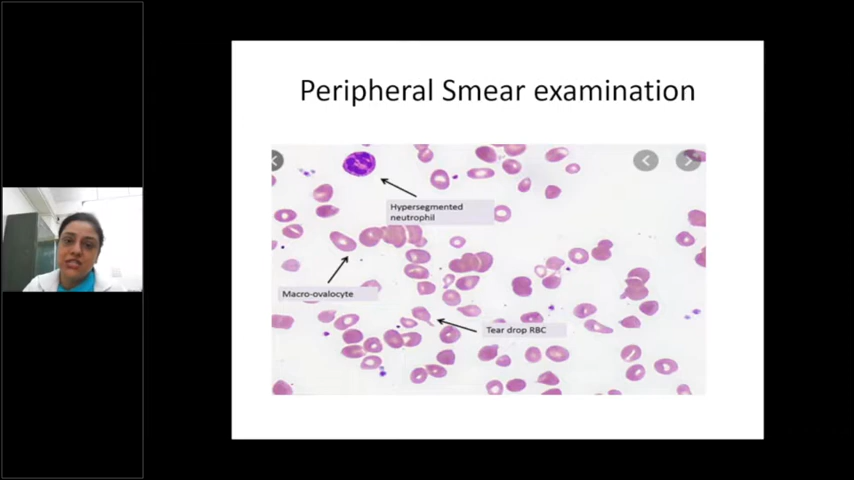 Peripheral Smear examination
Hypersegmented
neutrophil
Macro-ovalocyte
Tear drop RBC